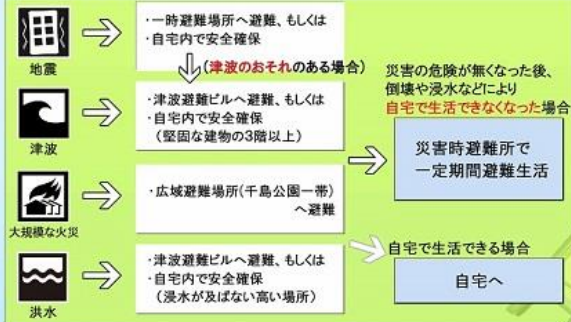 地震
・一時避難場所へ避難、もしくは
・自宅内で安全確保
(津波のおそれのある場合)
津波
・津波避難ビルへ避難、もしくは
・自宅内で安全確保
(堅固な建物の3階以上)
大規模な火災
・広域避難場所(千島公園一帯)
へ避難
洪水
・津波避難ビルへ避難、もしくは
・自宅内で安全確保
(浸水が及ばない高い場所)
災害の危険が無くなった後、
倒壊や浸水などにより
自宅で生活できなくなった場合
災害時避難所で
一定期間避難生活
自宅で生活できる場合
自宅へ